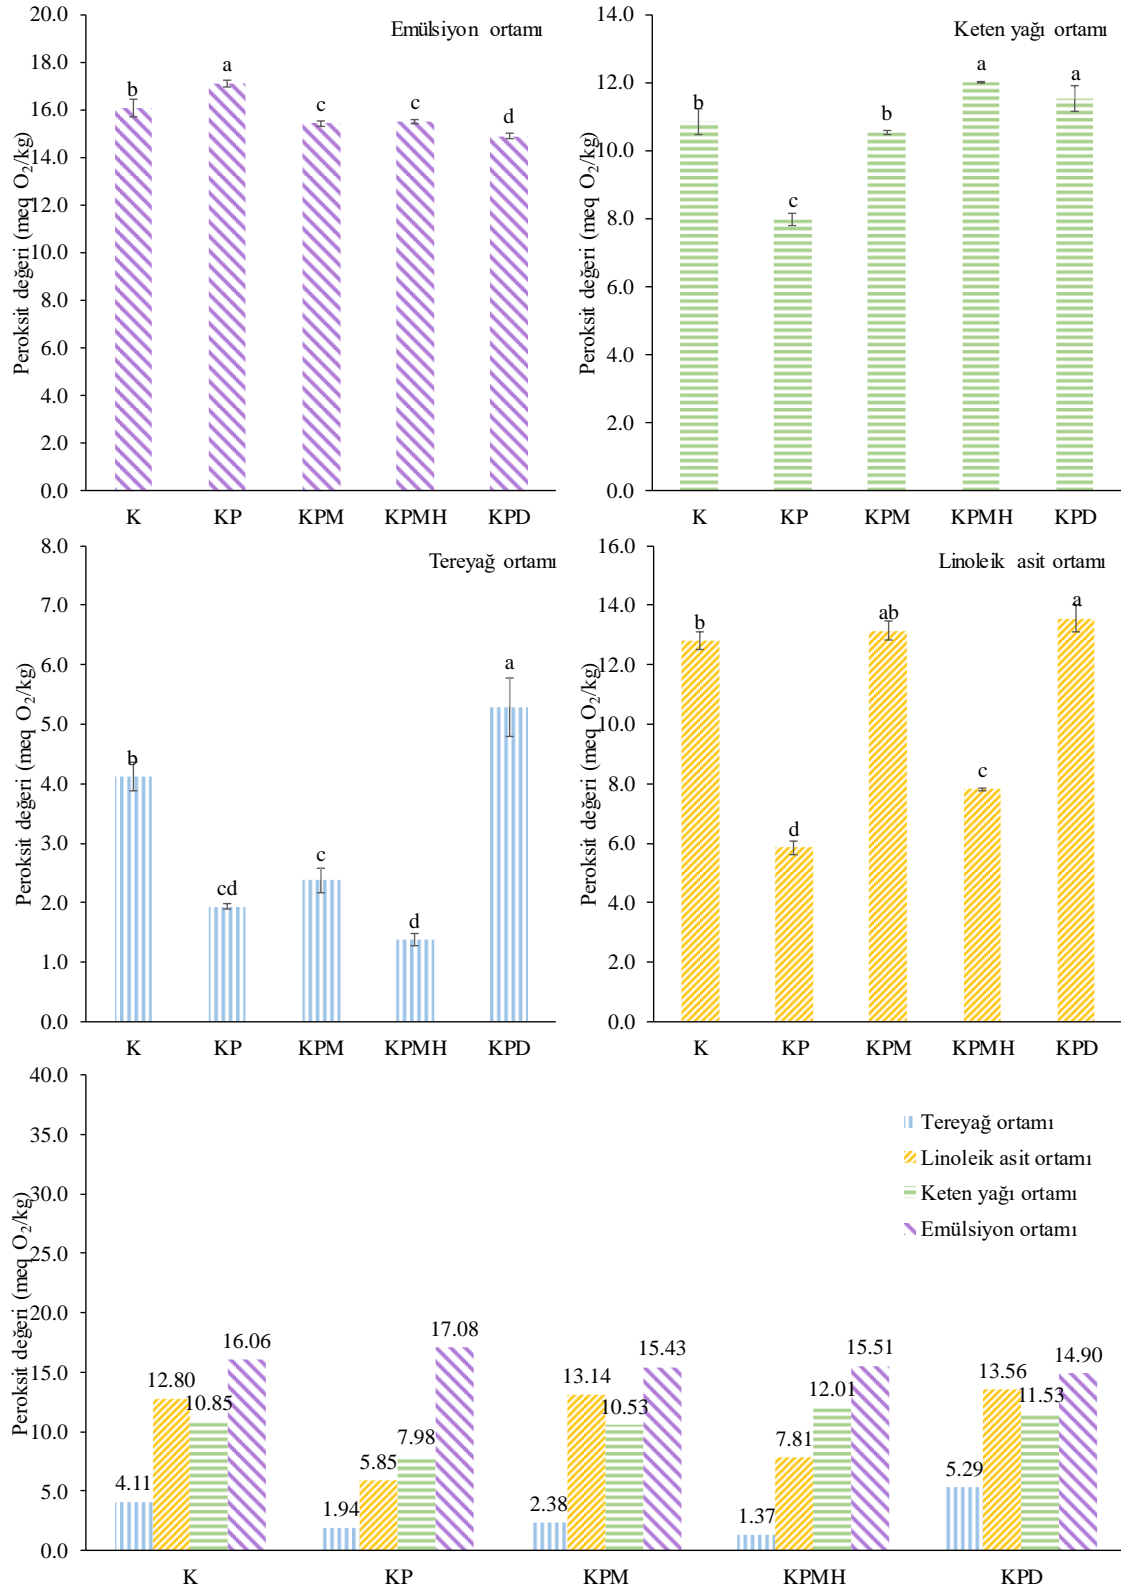 Emülsiyon ortamı
Peroksit değeri (meq O₂/kg)
20.0
18.0
16.0
14.0
12.0
10.0
8.0
6.0
4.0
2.0
0.0
b
a
c
c
d
K KP KPM KPMH KPD
Keten yağı ortamı
Peroksit değeri (meq O₂/kg)
14.0
12.0
10.0
8.0
6.0
4.0
2.0
0.0
b
c
b
a
a
K KP KPM KPMH KPD
Tereyağ ortamı
Peroksit değeri (meq O₂/kg)
8.0
7.0
6.0
5.0
4.0
3.0
2.0
1.0
0.0
b
cd
c
d
a
K KP KPM KPMH KPD
Linoleik asit ortamı
Peroksit değeri (meq O₂/kg)
16.0
14.0
12.0
10.0
8.0
6.0
4.0
2.0
0.0
b
d
ab
c
a
K KP KPM KPMH KPD
Peroksit değeri (meq O₂/kg)
40.0
35.0
30.0
25.0
20.0
15.0
10.0
5.0
0.0
Tereyağ ortamı
Linoleik asit ortamı
Keten yağı ortamı
Emülsiyon ortamı
4.11
12.80
10.85
16.06
1.94
5.85
7.98
17.08
2.38
13.14
10.53
15.43
1.37
7.81
12.01
15.51
5.29
13.56
11.53
14.90
K KP KPM KPMH KPD